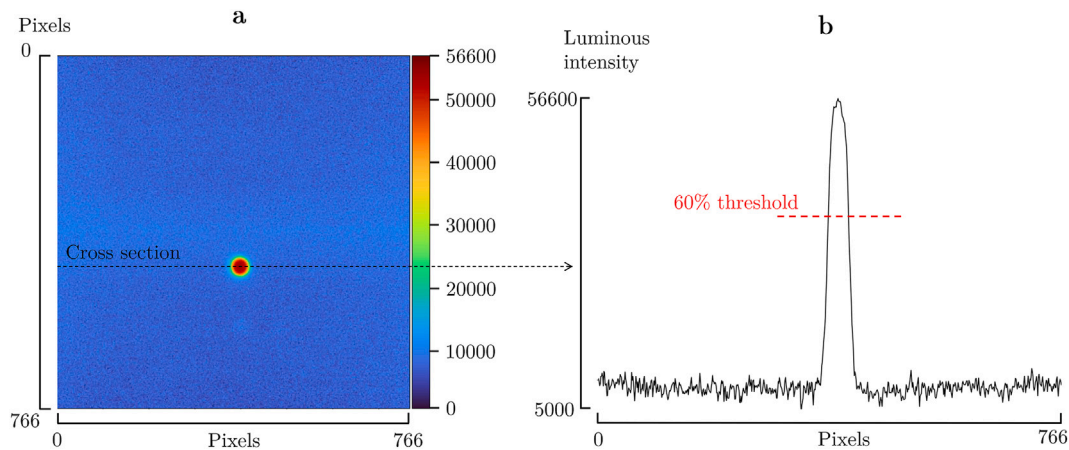 a
Pixels
0
766
Cross section
0
Pixels
766
56600
50000
40000
30000
20000
10000
0
b
Luminous
intensity
56600
60% threshold
5000
0
Pixels
766